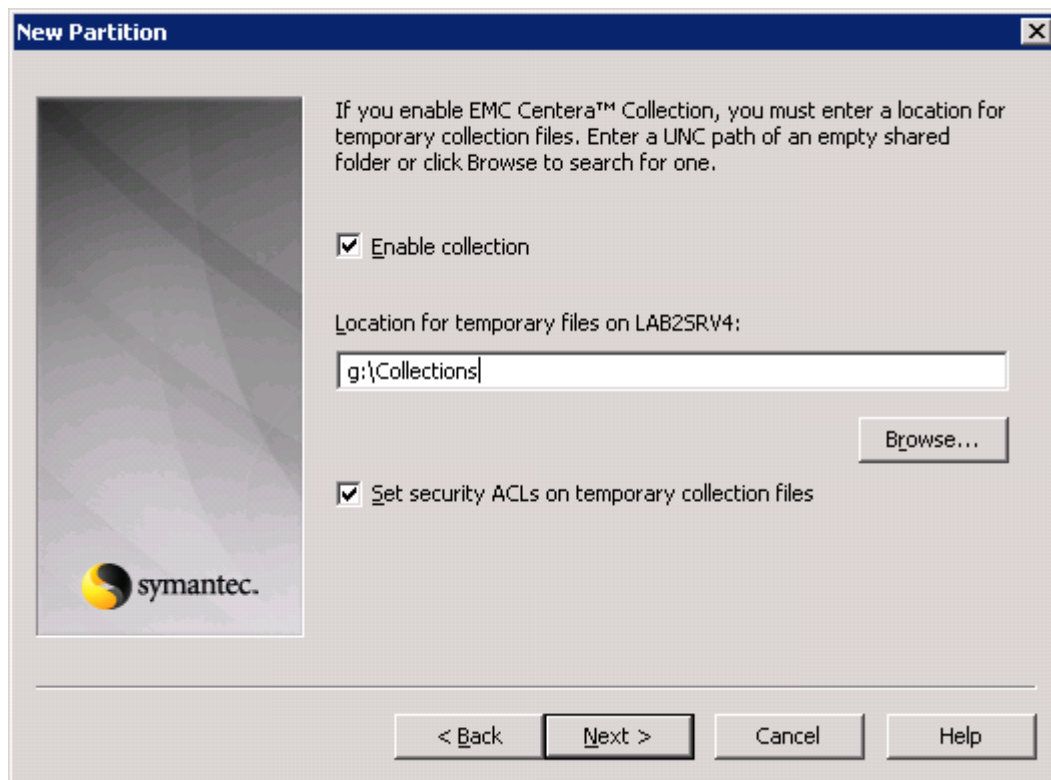 New Partition
If you enable EMC Centera™ Collection, you must enter a location for
temporary collection files. Enter a UNC path of an empty shared
folder or click Browse to search for one.
Enable collection
Location for temporary files on LAB2SRV4:
g:\Collections
Browse...
Set security ACLs on temporary collection files
symantec.
< Back
Next >
Cancel
Help